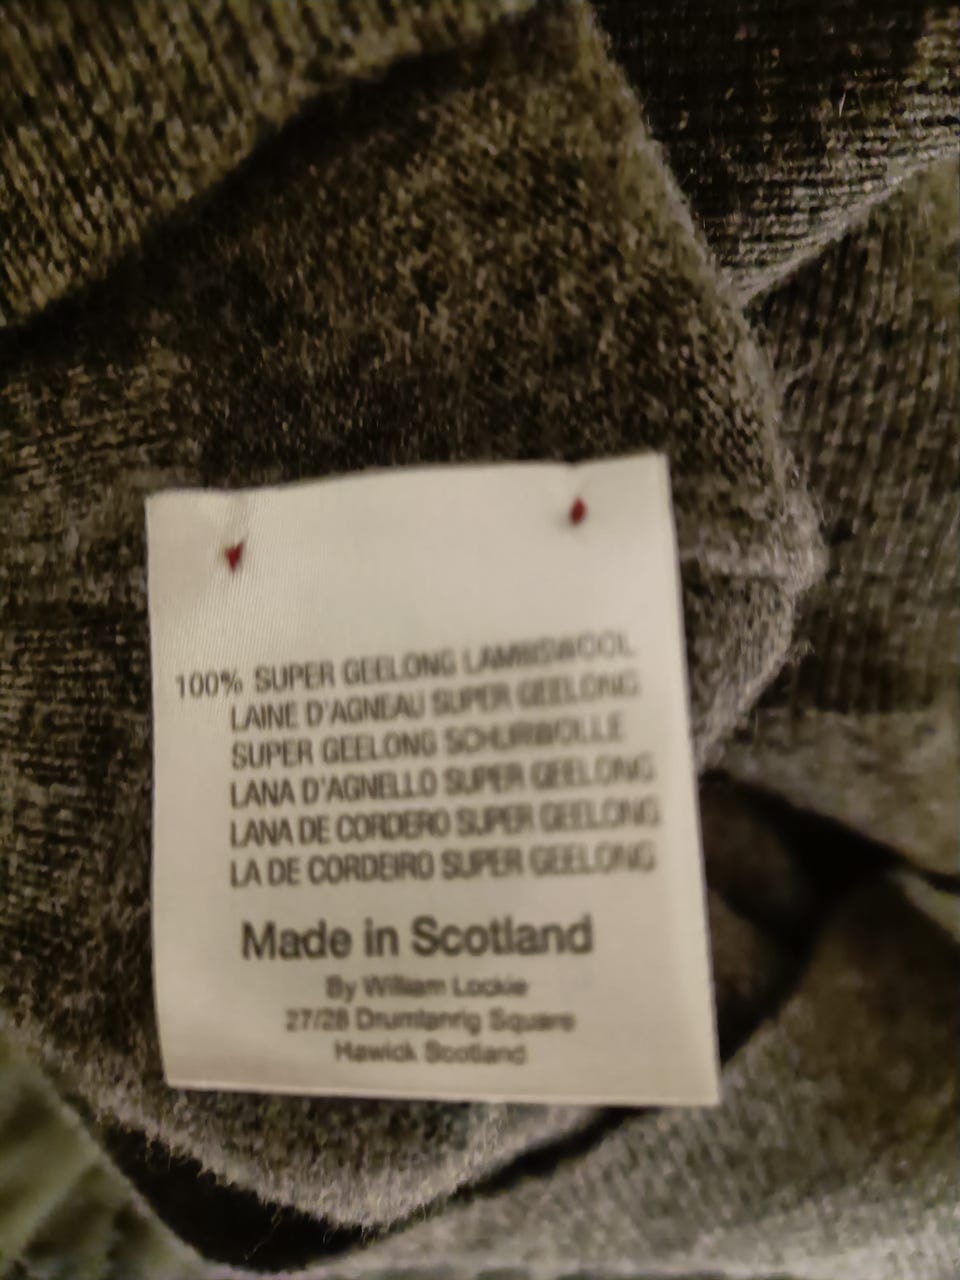 100% SUPER GEELONG LAMBSWOOL
LAINE D'AGNEAU SUPER GEELONG
SUPER GEELONG SCHURWOLLE
LANA D'AGNELLO SUPER GEELONG
LANA DE CORDERO SUPER GEELONG
LA DE CORDEIRO SUPER GEELONG
Made in Scotland
By William Lockie
27/28 Drumlanrig Square
Hawick Scotland